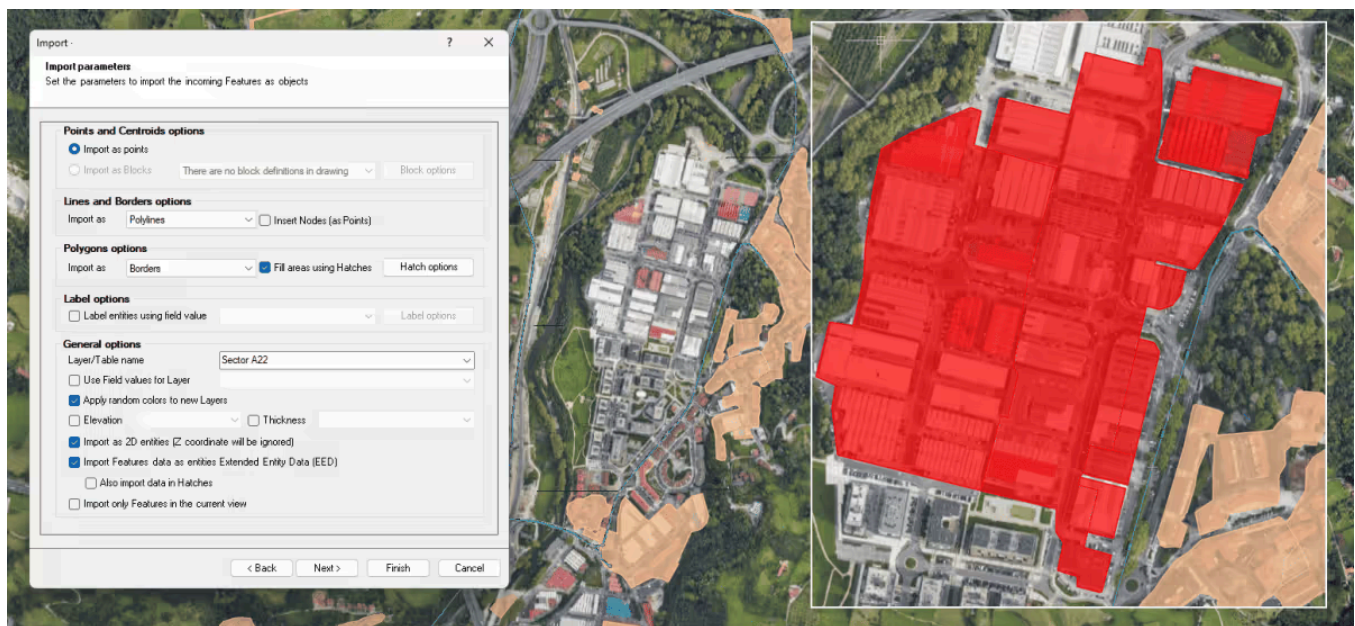 Import -
? ×
Import parameters
Set the parameters to import the incoming Features as objects
Points and Centroids options
Import as points
Import as Blocks There are no block definitions in drawing Block options
Lines and Borders options
Import as Polylines Insert Nodes (as Points)
Polygons options
Import as Borders Fill areas using Hatches Hatch options
Label options
Label entities using field value Label options
General options
Layer/Table name Sector A22
Use Field values for Layer
Apply random colors to new Layers
Elevation Thickness
Import as 2D entities (Z coordinate will be ignored)
Import Features data as entities Extended Entity Data (EED)
Also import data in Hatches
Import only Features in the current view
< Back Next > Finish Cancel